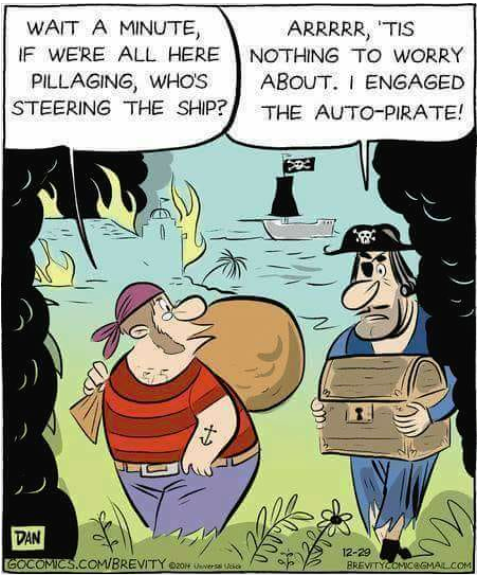 WAIT A MINUTE,
IF WE'RE ALL HERE
PILLAGING, WHO'S
STEERING THE SHIP?
ARRRRR, 'TIS
NOTHING TO WORRY
ABOUT. I ENGAGED
THE AUTO-PIRATE!
DAN
12-29
GOCOMICS.COM/BREVITY ©2014 Universal Uclick
BREVITYCOMIC@GMAIL.COM